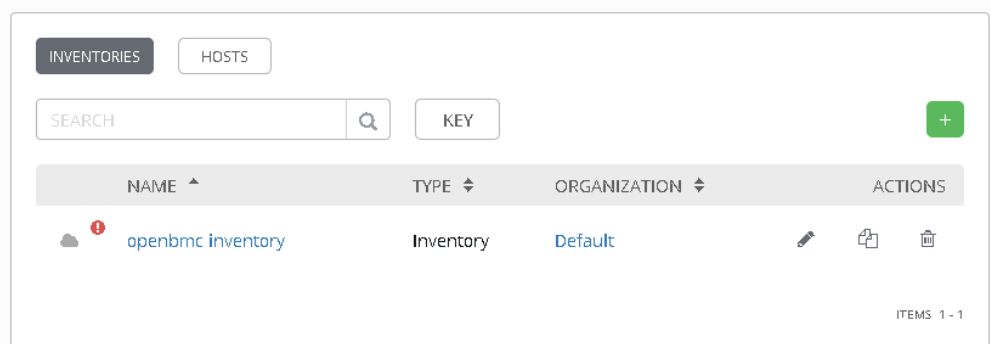 INVENTORIES HOSTS
SEARCH KEY +
NAME TYPE ORGANIZATION ACTIONS
openbmc inventory Inventory Default
ITEMS 1 - 1